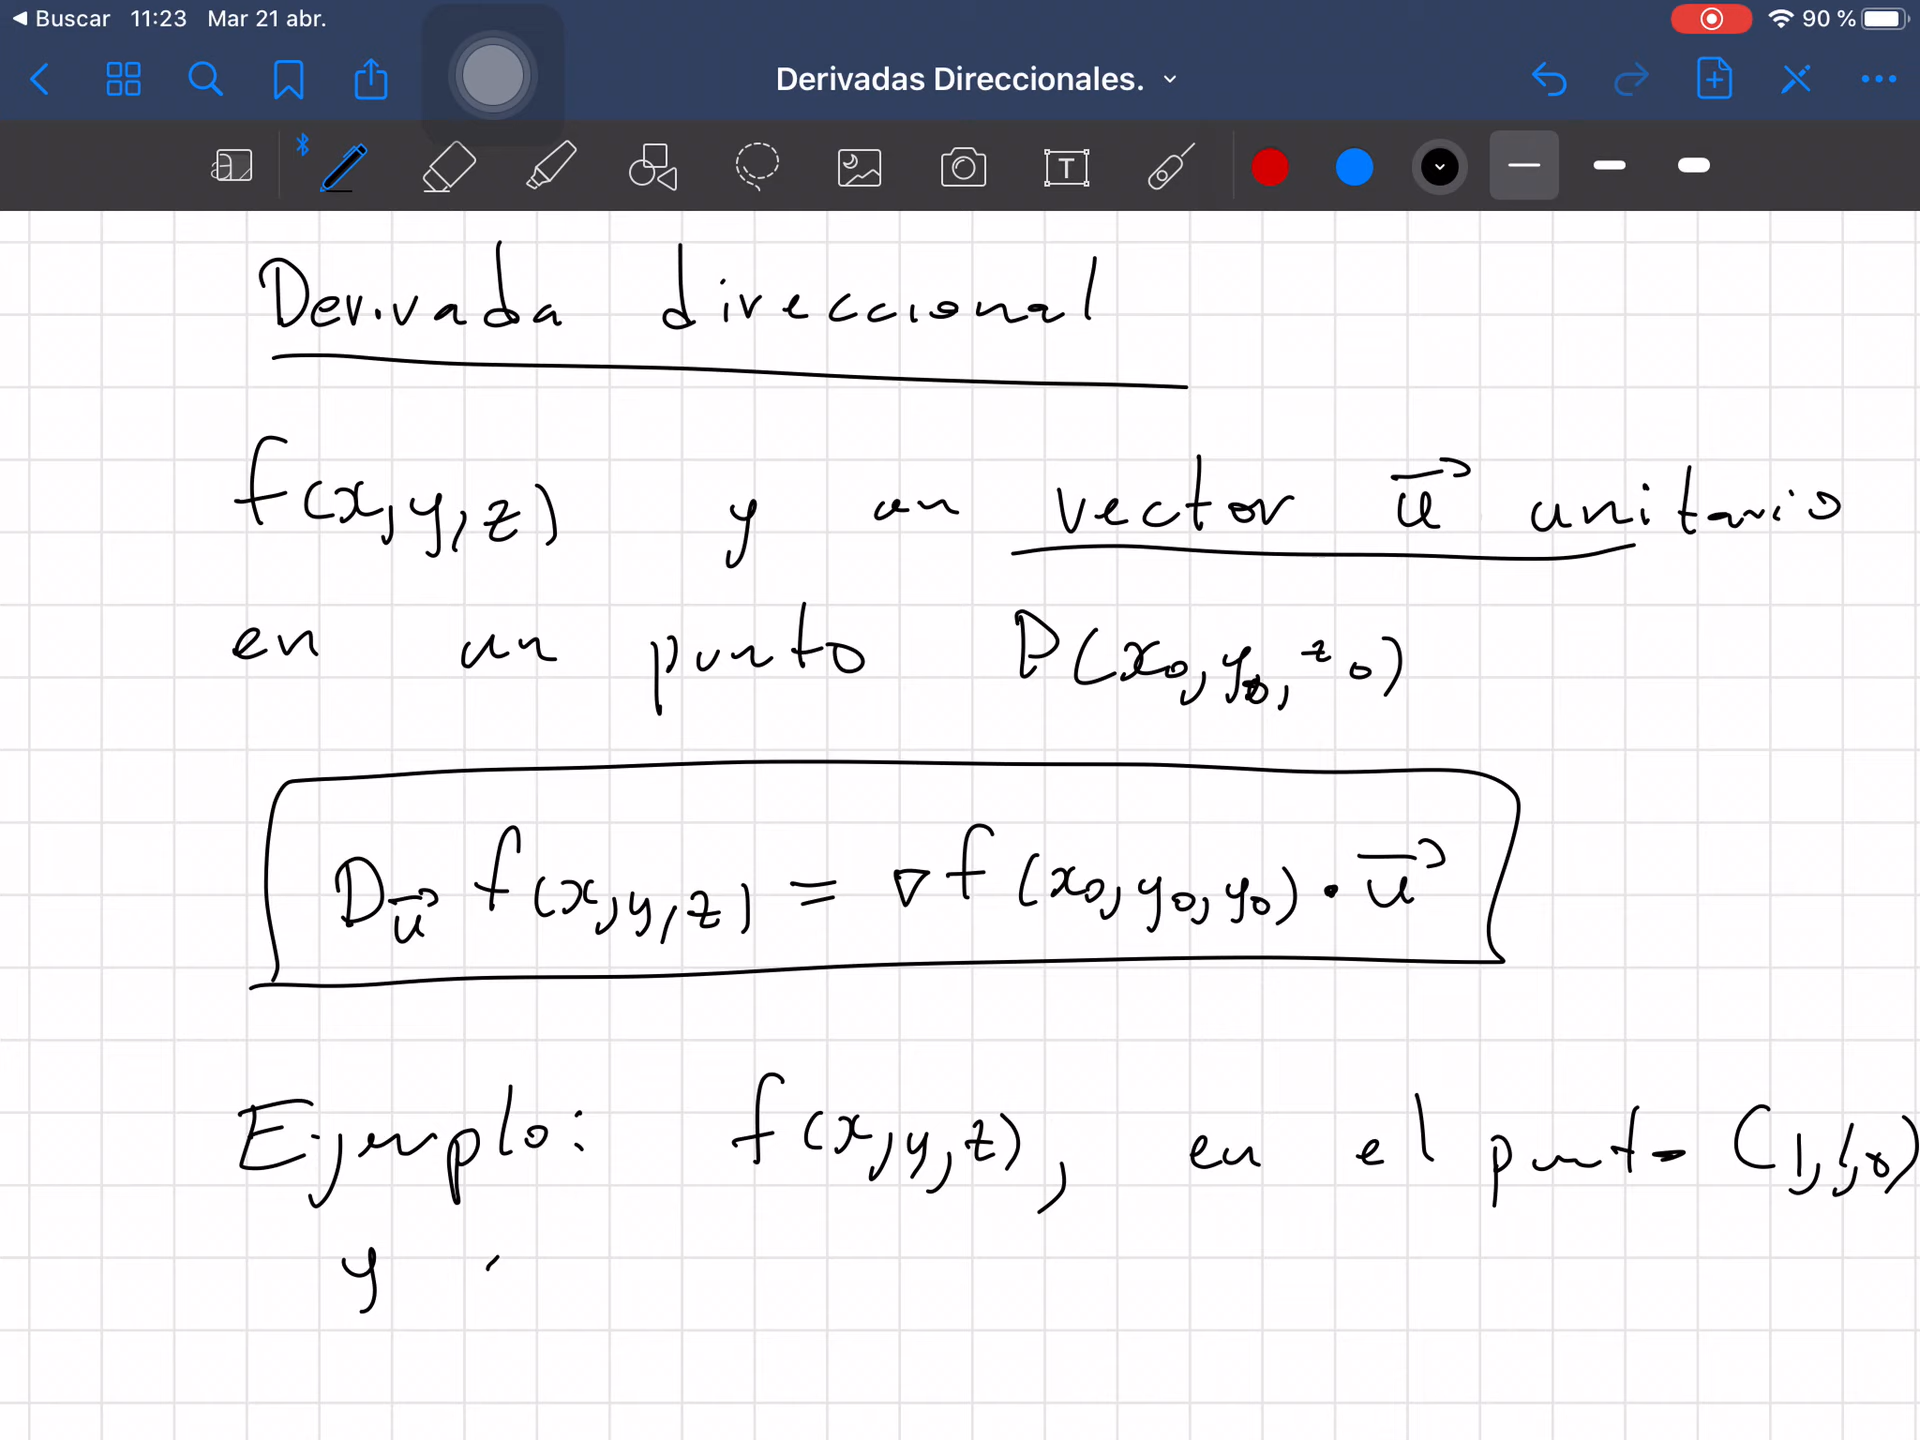 Buscar 11:23 Mar 21 abr. 90 %
Derivadas Direccionales.
T
Derivada direccional
f(x,y,z) y un vector u⃗ unitario
en un punto P(x₀,y₀,z₀)
D_u⃗ f(x,y,z) = ∇f(x₀,y₀,y₀)·u⃗
Ejemplo: f(x,y,z), en el punto (1,1,0)
y